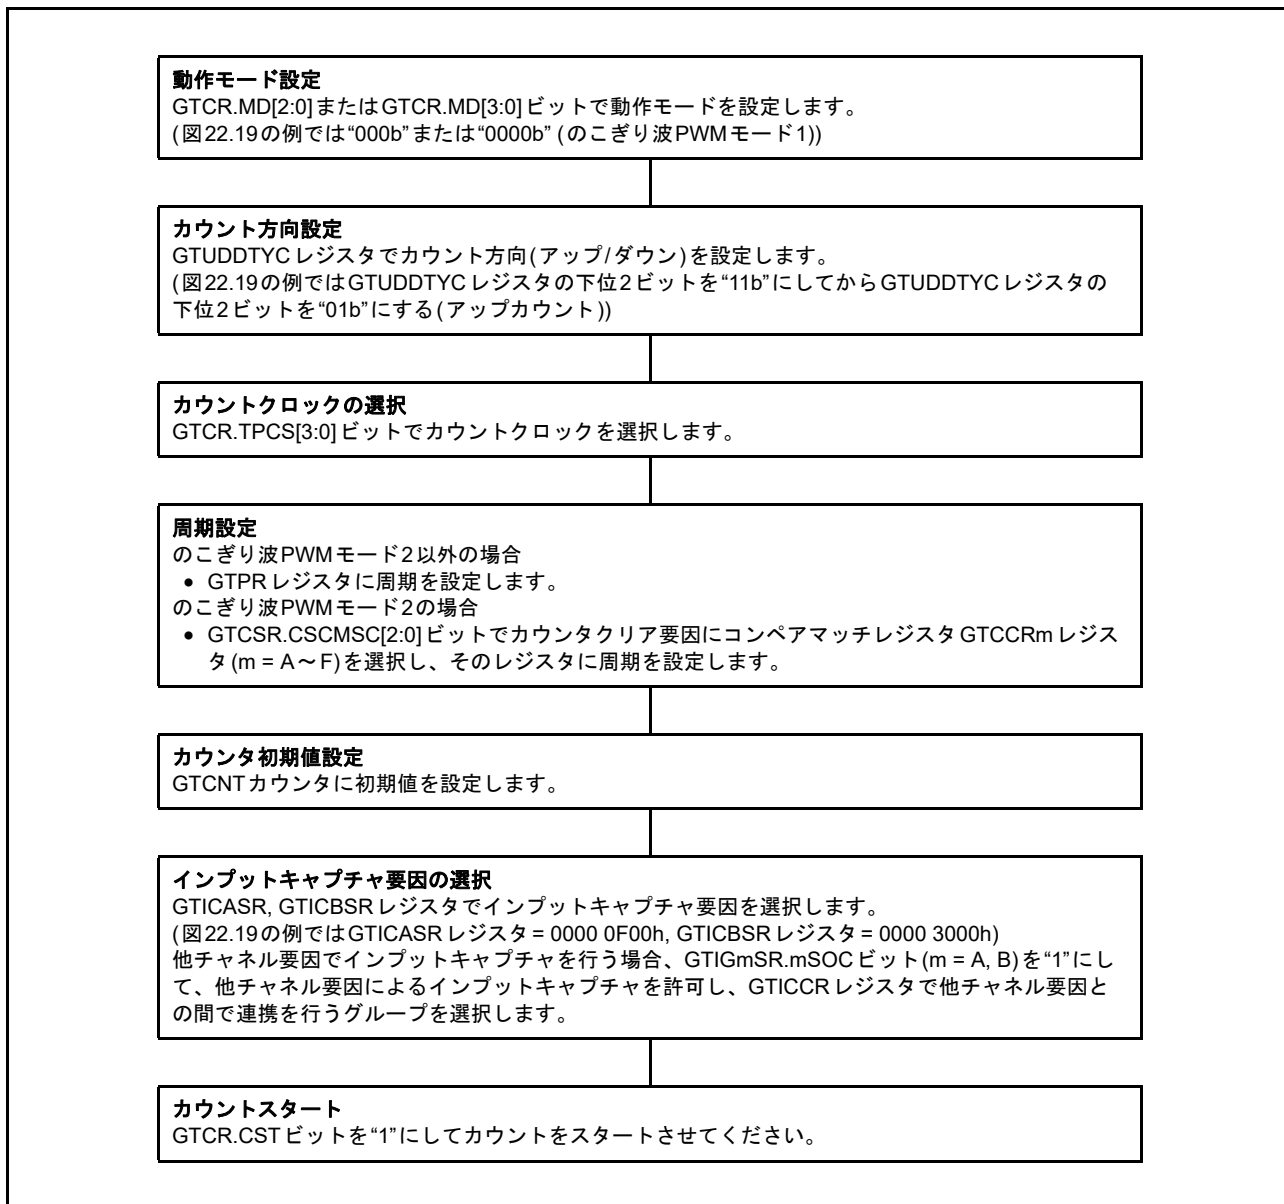 動作モード設定
GTCR.MD[2:0]またはGTCR.MD[3:0]ビットで動作モードを設定します。
(図22.19の例では“000b”または“0000b” (のこぎり波PWMモード1))
カウント方向設定
GTUDDTYCレジスタでカウント方向(アップ/ダウン)を設定します。
(図22.19の例ではGTUDDTYCレジスタの下位2ビットを“11b”にしてからGTUDDTYCレジスタの
下位2ビットを“01b”にする(アップカウント))
カウントクロックの選択
GTCR.TPCS[3:0]ビットでカウントクロックを選択します。
周期設定
のこぎり波PWMモード2以外の場合
● GTPRレジスタに周期を設定します。
のこぎり波PWMモード2の場合
● GTCSR.CSCMSC[2:0]ビットでカウンタクリア要因にコンペアマッチレジスタGTCCRmレジス
タ(m = A～F)を選択し、そのレジスタに周期を設定します。
カウンタ初期値設定
GTCNTカウンタに初期値を設定します。
インプットキャプチャ要因の選択
GTICASR, GTICBSRレジスタでインプットキャプチャ要因を選択します。
(図22.19の例ではGTICASRレジスタ = 0000 0F00h, GTICBSRレジスタ = 0000 3000h)
他チャネル要因でインプットキャプチャを行う場合、GTIGmSR.mSOCビット(m = A, B)を“1”にし
て、他チャネル要因によるインプットキャプチャを許可し、GTICCRレジスタで他チャネル要因と
の間で連携を行うグループを選択します。
カウントスタート
GTCR.CSTビットを“1”にしてカウントをスタートさせてください。